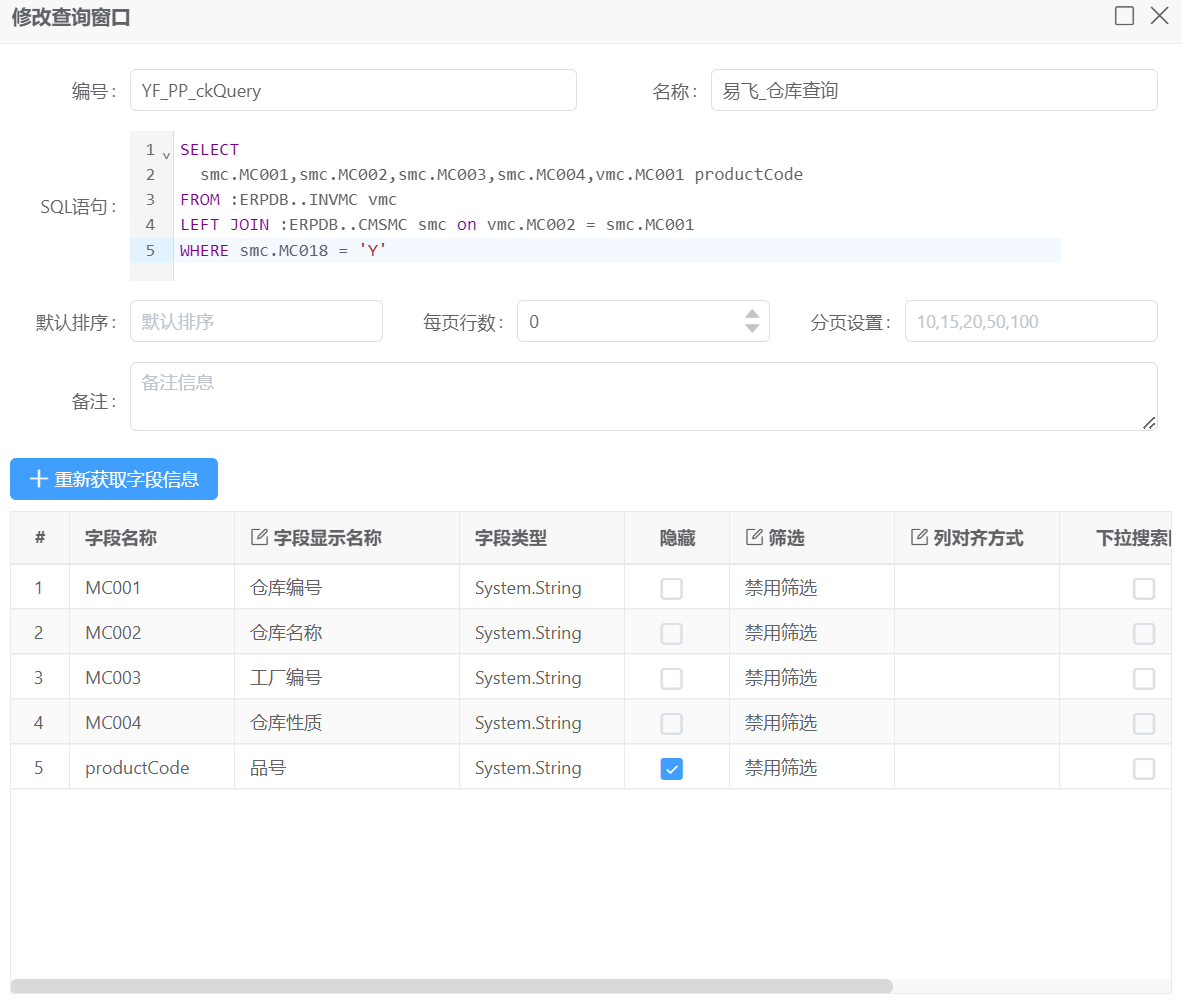 修改查询窗口
编号： YF_PP_ckQuery 名称： 易飞_仓库查询
SQL语句：
1 SELECT
2 smc.MC001,smc.MC002,smc.MC003,smc.MC004,vmc.MC001 productCode
3 FROM :ERPDB..INVMC vmc
4 LEFT JOIN :ERPDB..CMSMC smc on vmc.MC002 = smc.MC001
5 WHERE smc.MC018 = 'Y'
默认排序： 默认排序 每页行数： 0 分页设置： 10,15,20,50,100
备注： 备注信息
重新获取字段信息
# 字段名称 字段显示名称 字段类型 隐藏 筛选 列对齐方式 下拉搜索
1 MC001 仓库编号 System.String 禁用筛选
2 MC002 仓库名称 System.String 禁用筛选
3 MC003 工厂编号 System.String 禁用筛选
4 MC004 仓库性质 System.String 禁用筛选
5 productCode 品号 System.String 禁用筛选